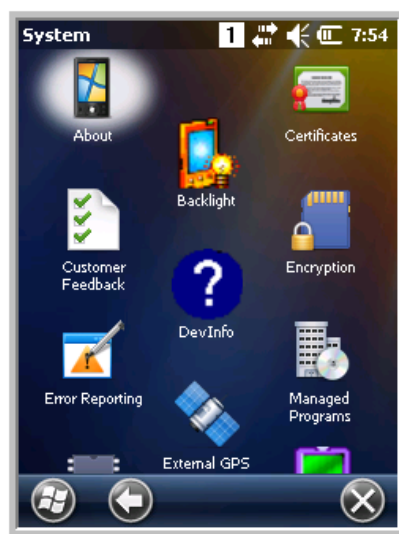 System 1 7:54
About
Certificates
Backlight
Customer
Feedback
Encryption
?
DevInfo
Error Reporting
Managed
Programs
External GPS